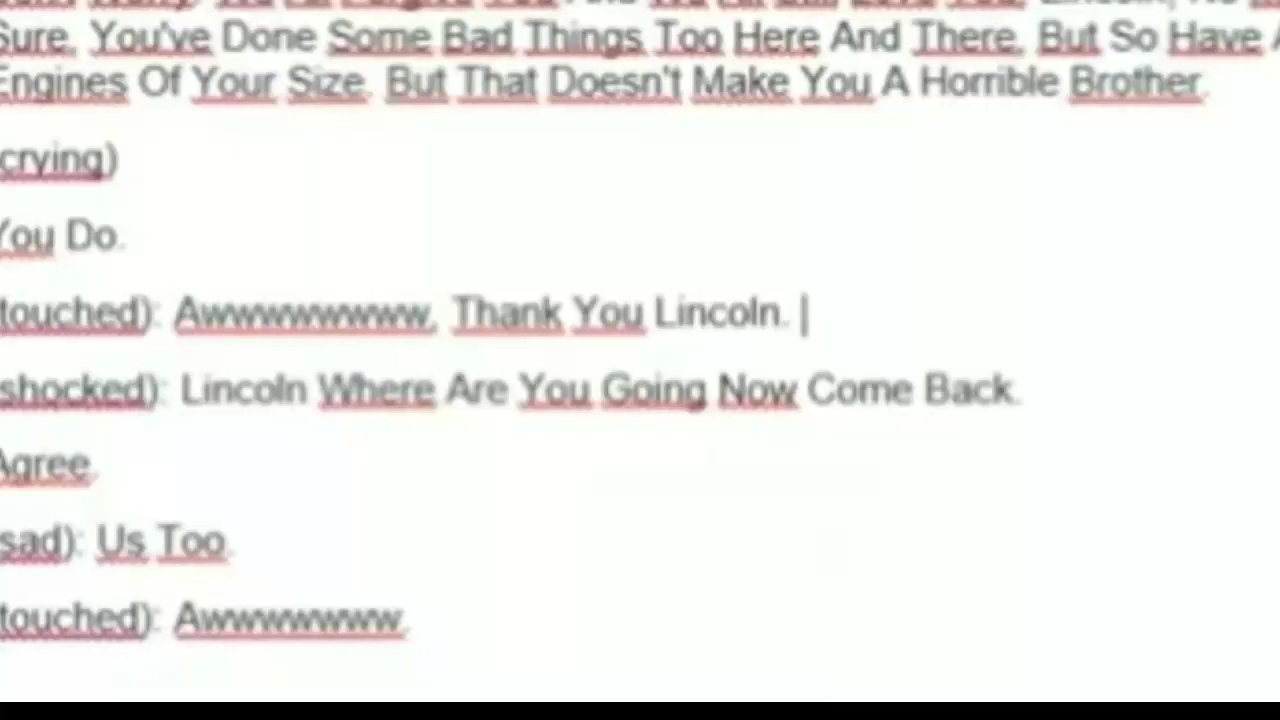 Sure. You've Done Some Bad Things Too Here And There. But So Have
Engines Of Your Size. But That Doesn't Make You A Horrible Brother.
crying)
You Do.
touched): Awwwwwwww. Thank You Lincoln.
shocked): Lincoln Where Are You Going Now Come Back.
Agree.
sad): Us Too.
touched): Awwwwwww.